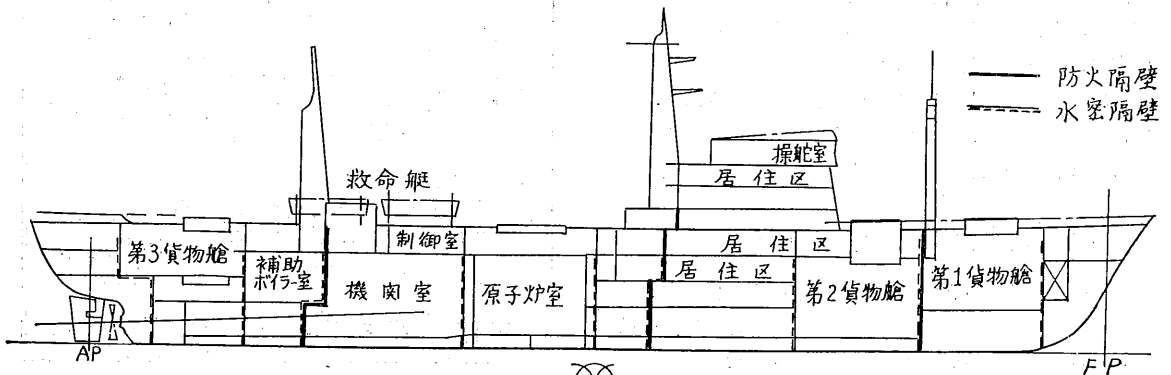 防火隔壁
水密隔壁
操舵室
居住区
救命艇
制御室
居住区
第3貨物艙
補助
ボイラー室
機関室
原子炉室
居住区
第2貨物艙
第1貨物艙
AP
FP